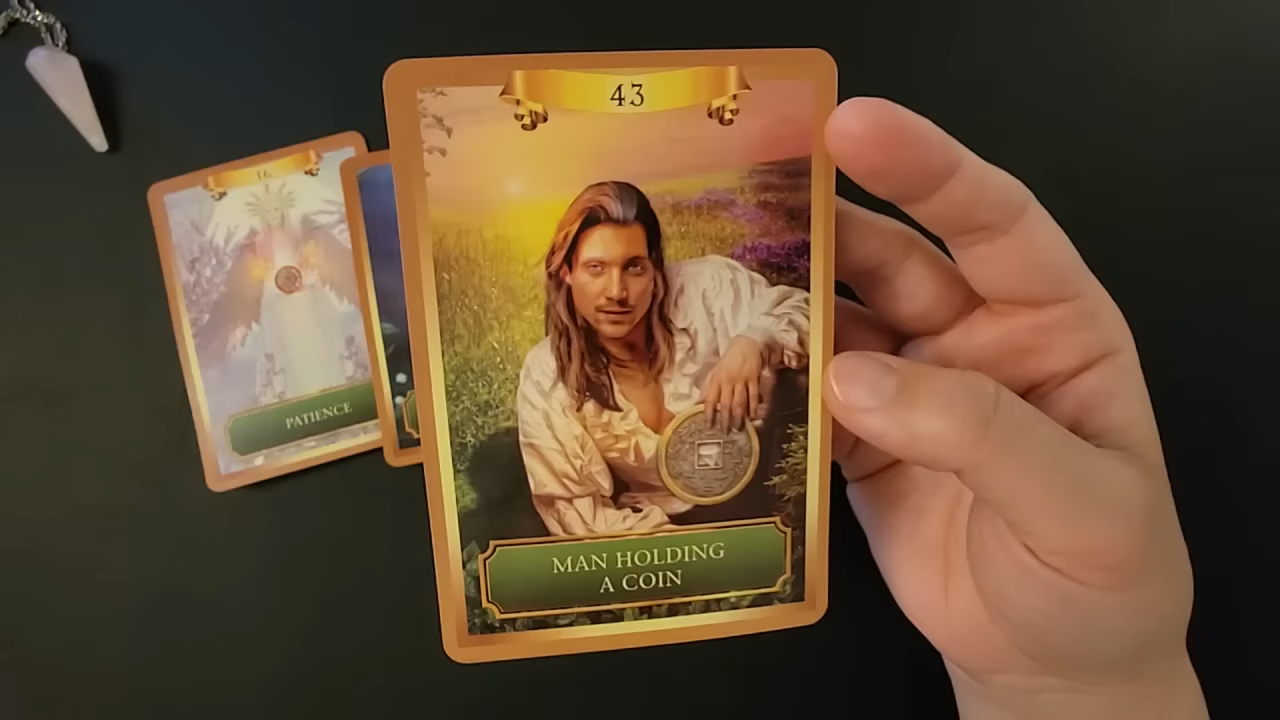 43
MAN HOLDING
A COIN
16
PATIENCE